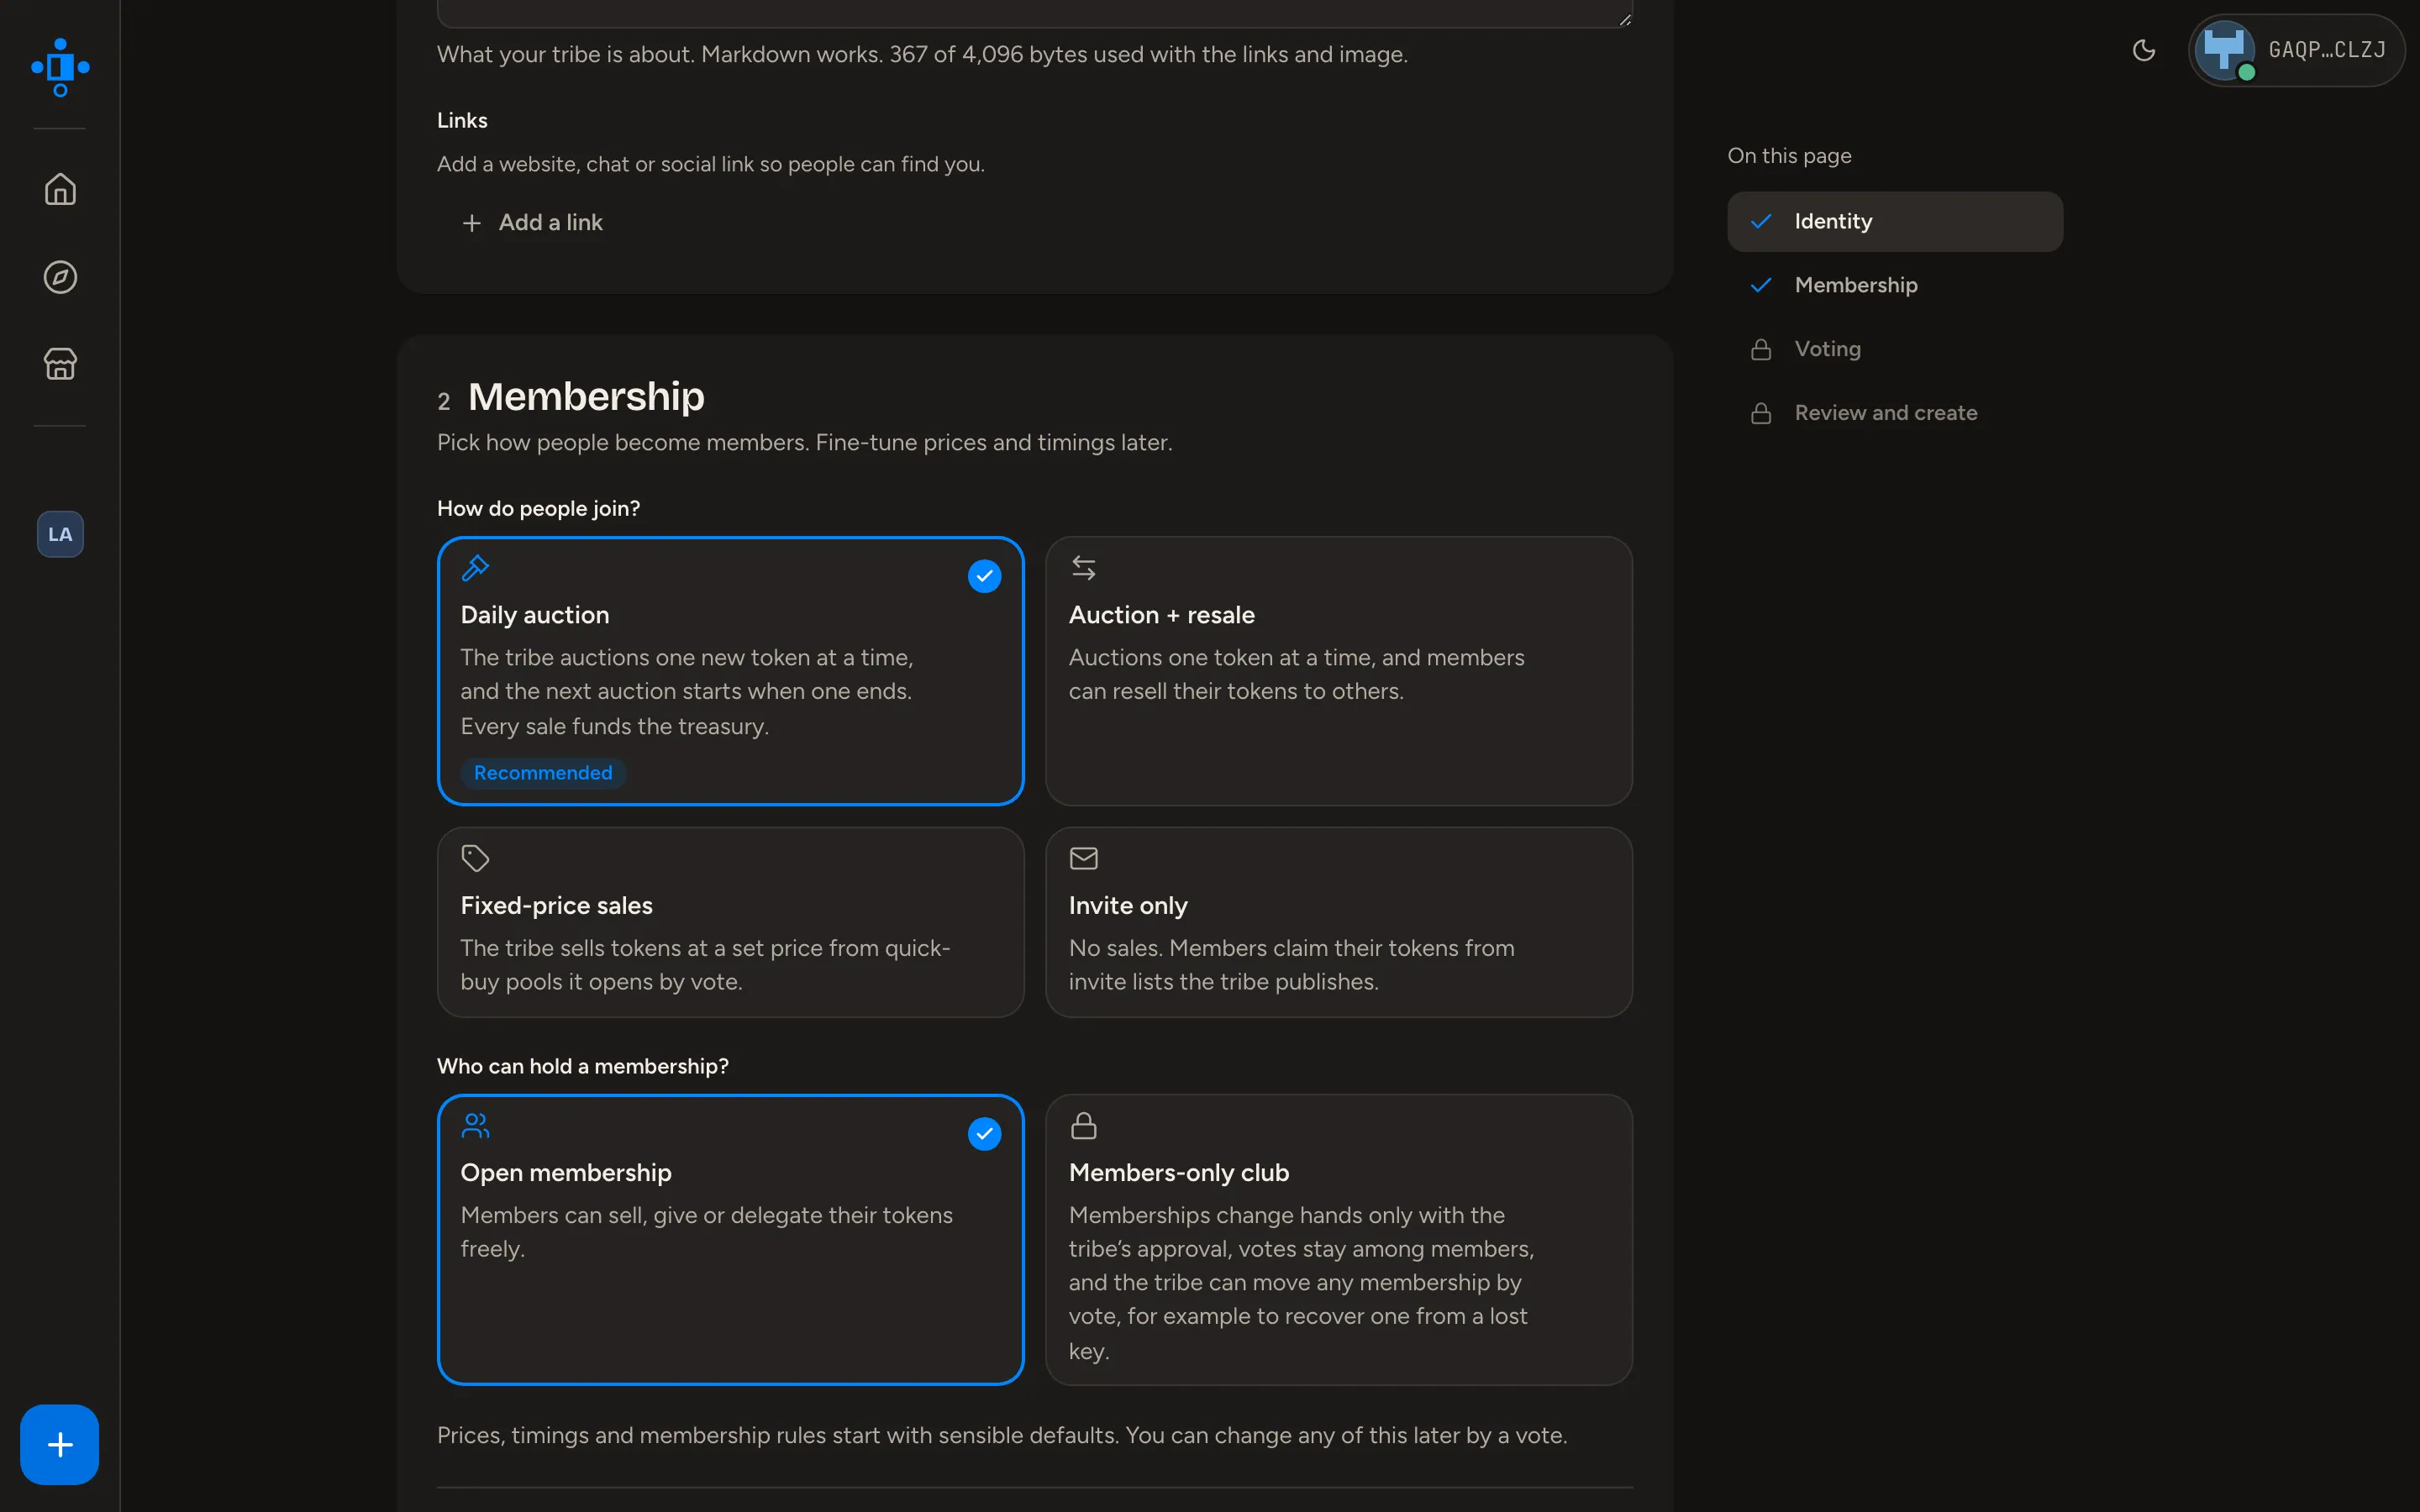 What your tribe is about. Markdown works. 367 of 4,096 bytes used with the links and image.
Links
Add a website, chat or social link so people can find you.
Add a link
GAQP…CLZJ
On this page
Identity
Membership
Voting
Review and create
LA
2 Membership
Pick how people become members. Fine-tune prices and timings later.
How do people join?
Daily auction
The tribe auctions one new token at a time,
and the next auction starts when one ends.
Every sale funds the treasury.
Recommended
Auction + resale
Auctions one token at a time, and members
can resell their tokens to others.
Fixed-price sales
The tribe sells tokens at a set price from quick-
buy pools it opens by vote.
Invite only
No sales. Members claim their tokens from
invite lists the tribe publishes.
Who can hold a membership?
Open membership
Members can sell, give or delegate their tokens
freely.
Members-only club
Memberships change hands only with the
tribe’s approval, votes stay among members,
and the tribe can move any membership by
vote, for example to recover one from a lost
key.
Prices, timings and membership rules start with sensible defaults. You can change any of this later by a vote.